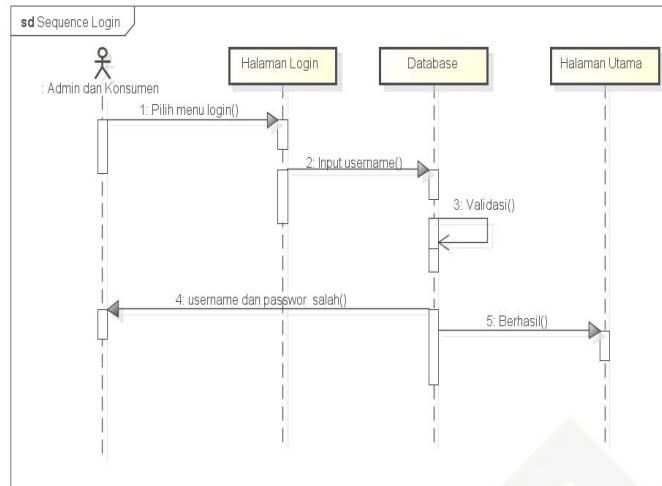 sd Sequence Login
Halaman Login
Database
Halaman Utama
: Admin dan Konsumen
1: Pilih menu login()
2: Input username()
3: Validasi()
4: username dan passwor salah()
5: Berhasil()